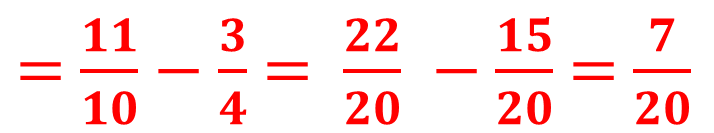 = 11/10 − 3/4 = 22/20 − 15/20 = 7/20